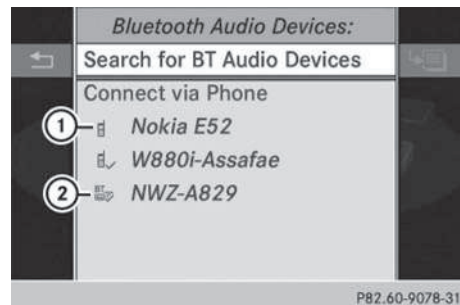 Bluetooth Audio Devices:
Search for BT Audio Devices
Connect via Phone
1 Nokia E52
W880i-Assafae
2 BT NWZ-A829
P82.60-9078-31